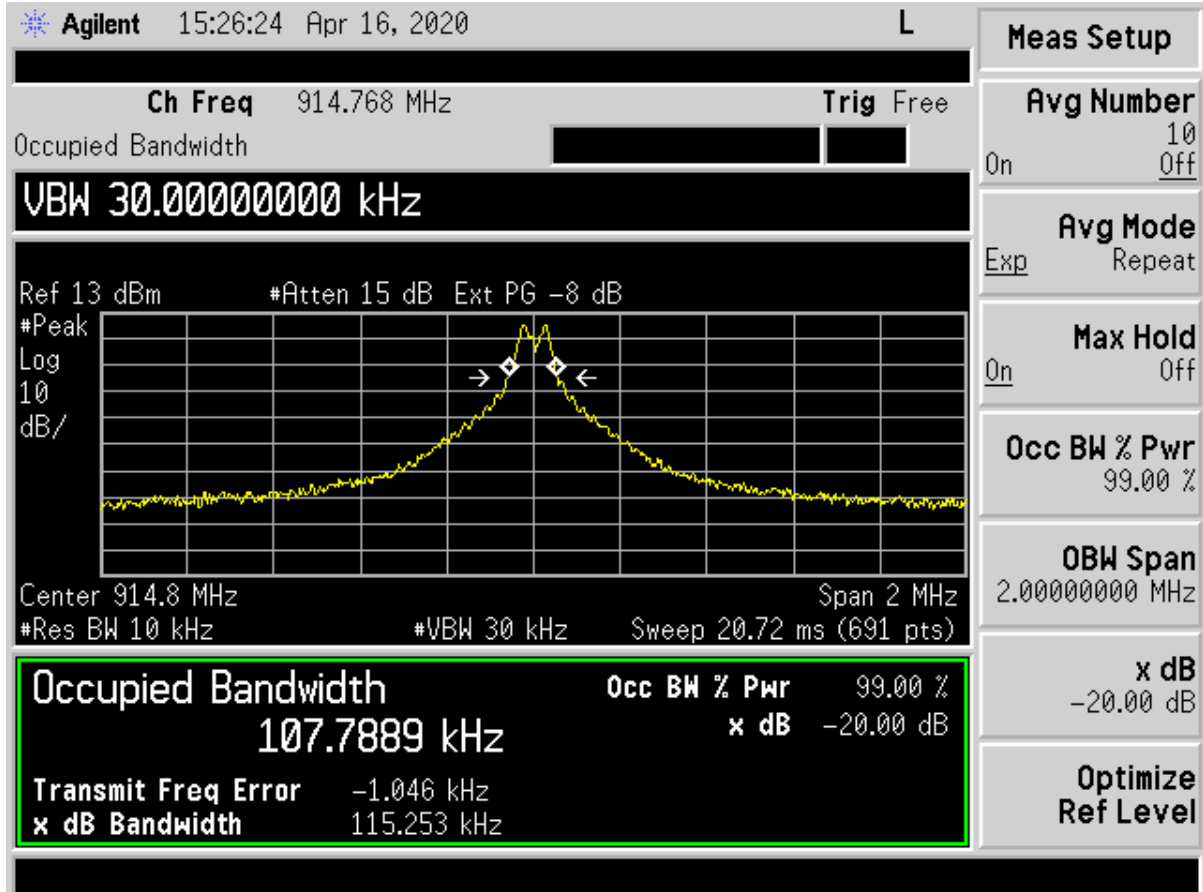 Agilent 15:26:24 Apr 16, 2020 L
Ch Freq 914.768 MHz Trig Free
Occupied Bandwidth
VBW 30.00000000 kHz
Ref 13 dBm #Atten 15 dB Ext PG -8 dB
#Peak
Log
10
dB/
Center 914.8 MHz Span 2 MHz
#Res BW 10 kHz #VBW 30 kHz Sweep 20.72 ms (691 pts)
Occupied Bandwidth Occ BW % Pwr 99.00 %
107.7889 kHz x dB -20.00 dB
Transmit Freq Error -1.046 kHz
x dB Bandwidth 115.253 kHz
Meas Setup
Avg Number
10
On Off
Avg Mode
Exp Repeat
Max Hold
On Off
Occ BW % Pwr
99.00 %
OBW Span
2.00000000 MHz
x dB
-20.00 dB
Optimize
Ref Level